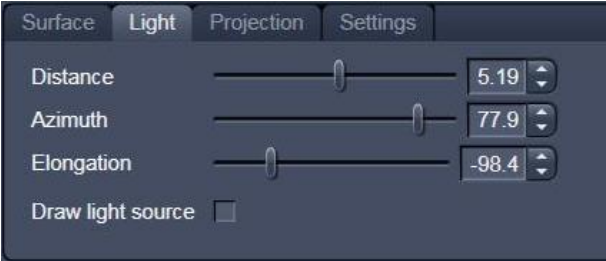 Surface Light Projection Settings
Distance 5.19
Azimuth 77.9
Elongation -98.4
Draw light source